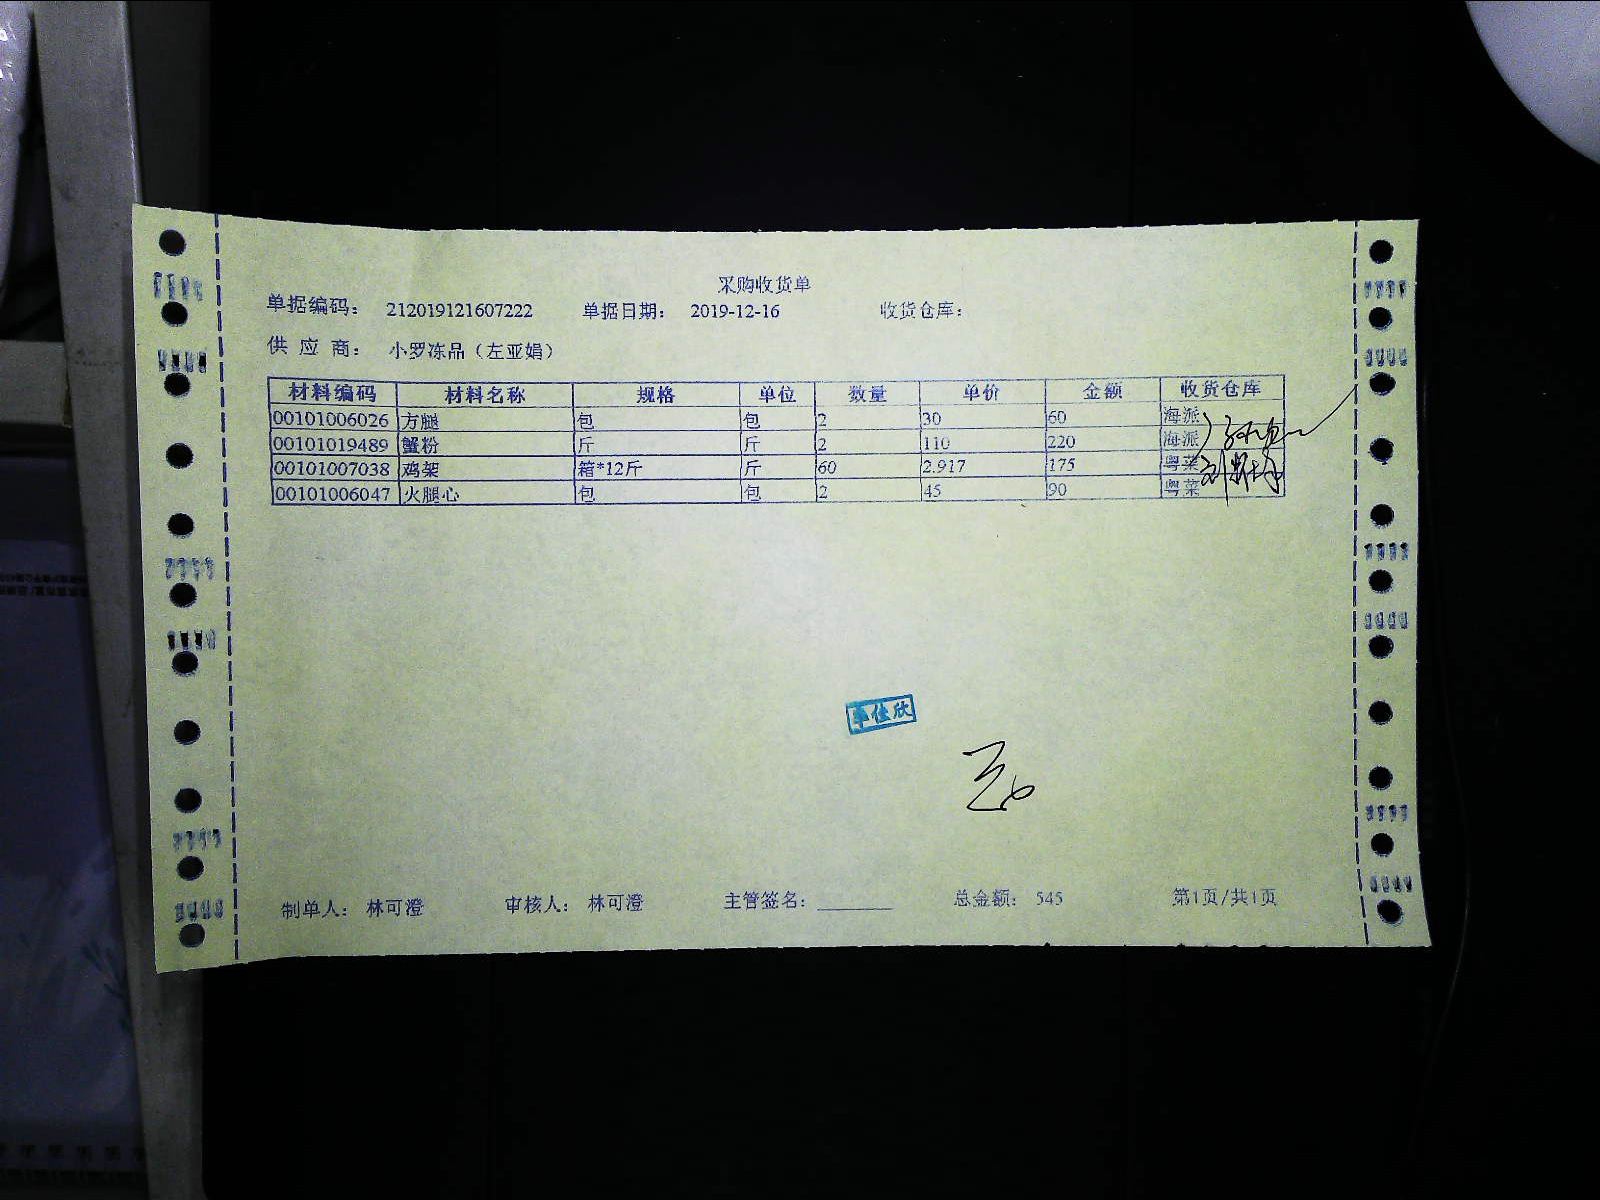 采购收货单
单据编码： 212019121607222 单据日期： 2019-12-16 收货仓库：
供 应 商： 小罗冻品（左亚娟）
材料编码 材料名称 规格 单位 数量 单价 金额 收货仓库
00101006026 方腿 包 包 2 30 60 海派
00101019489 蟹粉 斤 斤 2 110 220 海派
00101007038 鸡架 箱*12斤 斤 60 2.917 175 粤菜
00101006047 火腿心 包 包 2 45 90 粤菜
佳欣
制单人： 林可澄 审核人： 林可澄 主管签名： 总金额： 545 第1页/共1页